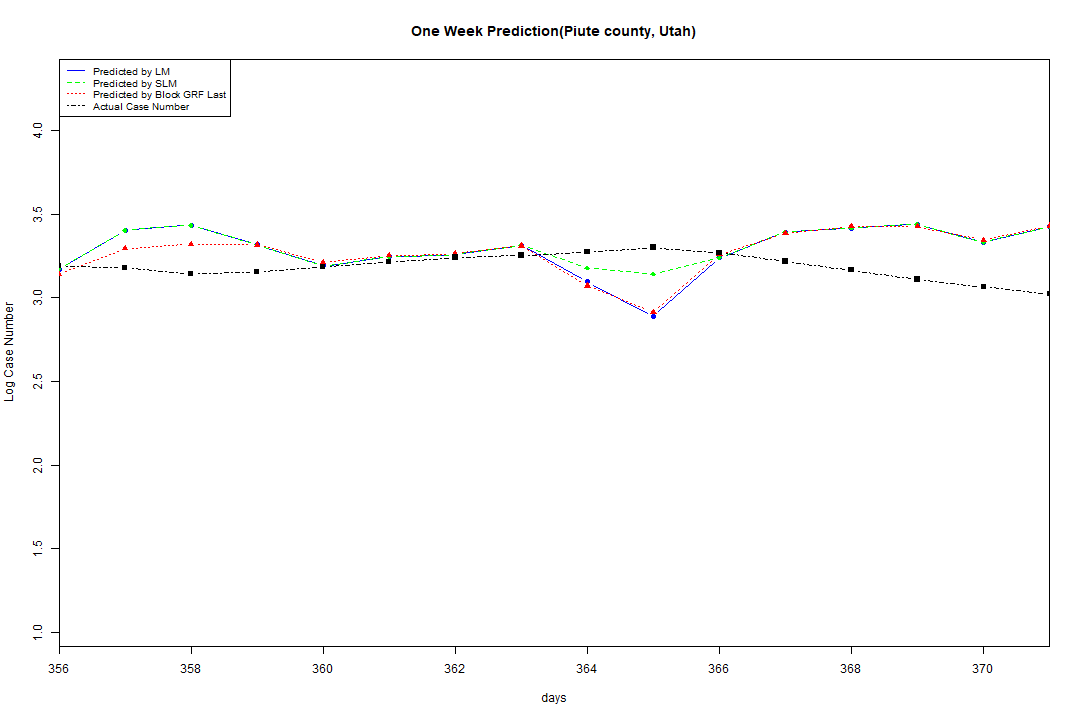 One Week Prediction(Piute county, Utah)
Predicted by LM
Predicted by SLM
Predicted by Block GRF Last
Actual Case Number
4.0
3.5
3.0
2.5
2.0
1.5
1.0
Log Case Number
356 358 360 362 364 366 368 370
days